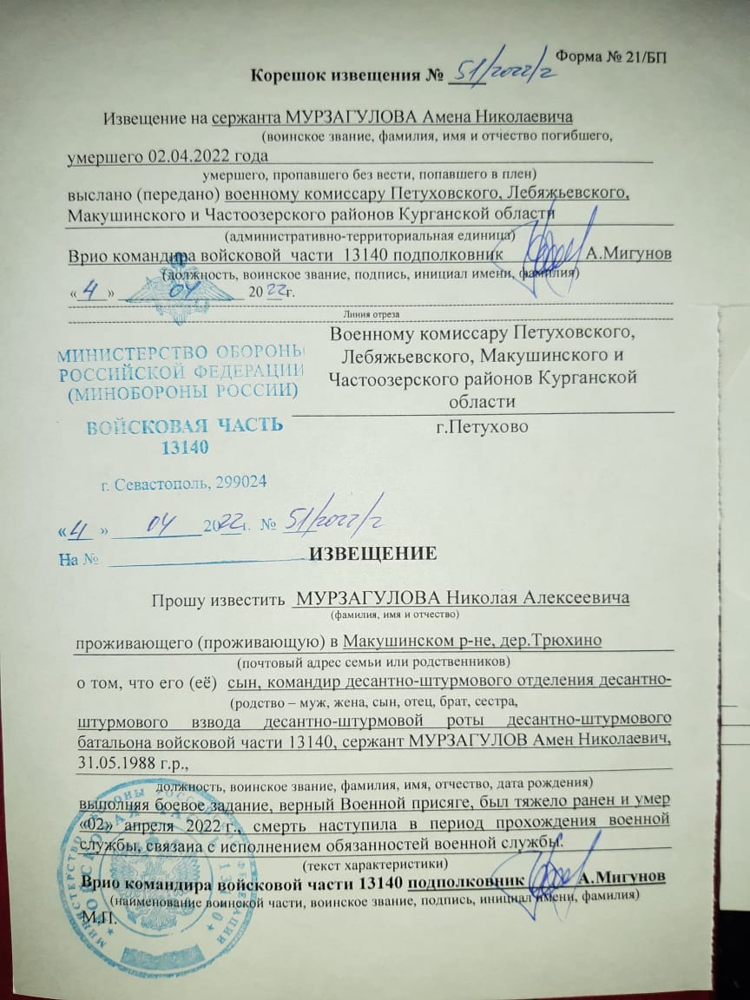 Форма № 21/БП
Корешок извещения № 51/2022/2
Извещение на сержанта МУРЗАГУЛОВА Амена Николаевича
(воинское звание, фамилия, имя и отчество погибшего,
умершего 02.04.2022 года
умершего, пропавшего без вести, попавшего в плен)
выслано (передано) военному комиссару Петуховского, Лебяжьевского,
Макушинского и Частоозерского районов Курганской области
(административно-территориальная единица)
Врио командира войсковой части 13140 подполковник А.Мигунов
(должность, воинское звание, подпись, инициал имени, фамилия)
«4» 04 2022г.
Линия отреза
МИНИСТЕРСТВО ОБОРОНЫ
РОССИЙСКОЙ ФЕДЕРАЦИИ
(МИНОБОРОНЫ РОССИИ)
ВОЙСКОВАЯ ЧАСТЬ
13140
г. Севастополь, 299024
«4» 04 2022г. № 51/2022/2
На №
Военному комиссару Петуховского,
Лебяжьевского, Макушинского и
Частоозерского районов Курганской
области
г.Петухово
ИЗВЕЩЕНИЕ
Прошу известить МУРЗАГУЛОВА Николая Алексеевича
(фамилия, имя и отчество)
проживающего (проживающую) в Макушинском р-не, дер.Трюхино
(почтовый адрес семьи или родственников)
о том, что его (её) сын, командир десантно-штурмового отделения десантно-
(родство – муж, жена, сын, отец, брат, сестра,
штурмового взвода десантно-штурмовой роты десантно-штурмового
батальона войсковой части 13140, сержант МУРЗАГУЛОВ Амен Николаевич,
31.05.1988 г.р.,
должность, воинское звание, фамилия, имя, отчество, дата рождения)
выполняя боевое задание, верный Военной присяге, был тяжело ранен и умер
«02» апреля 2022 г., смерть наступила в период прохождения военной
службы, связана с исполнением обязанностей военной службы.
(текст характеристики)
Врио командира войсковой части 13140 подполковник А.Мигунов
(наименование воинской части, воинское звание, подпись, инициал имени, фамилия)
М.П.
МИНИСТЕРСТВО ОБОРОНЫ РОССИЙСКОЙ ФЕДЕРАЦИИ
ВОЙСКОВАЯ ЧАСТЬ 13140